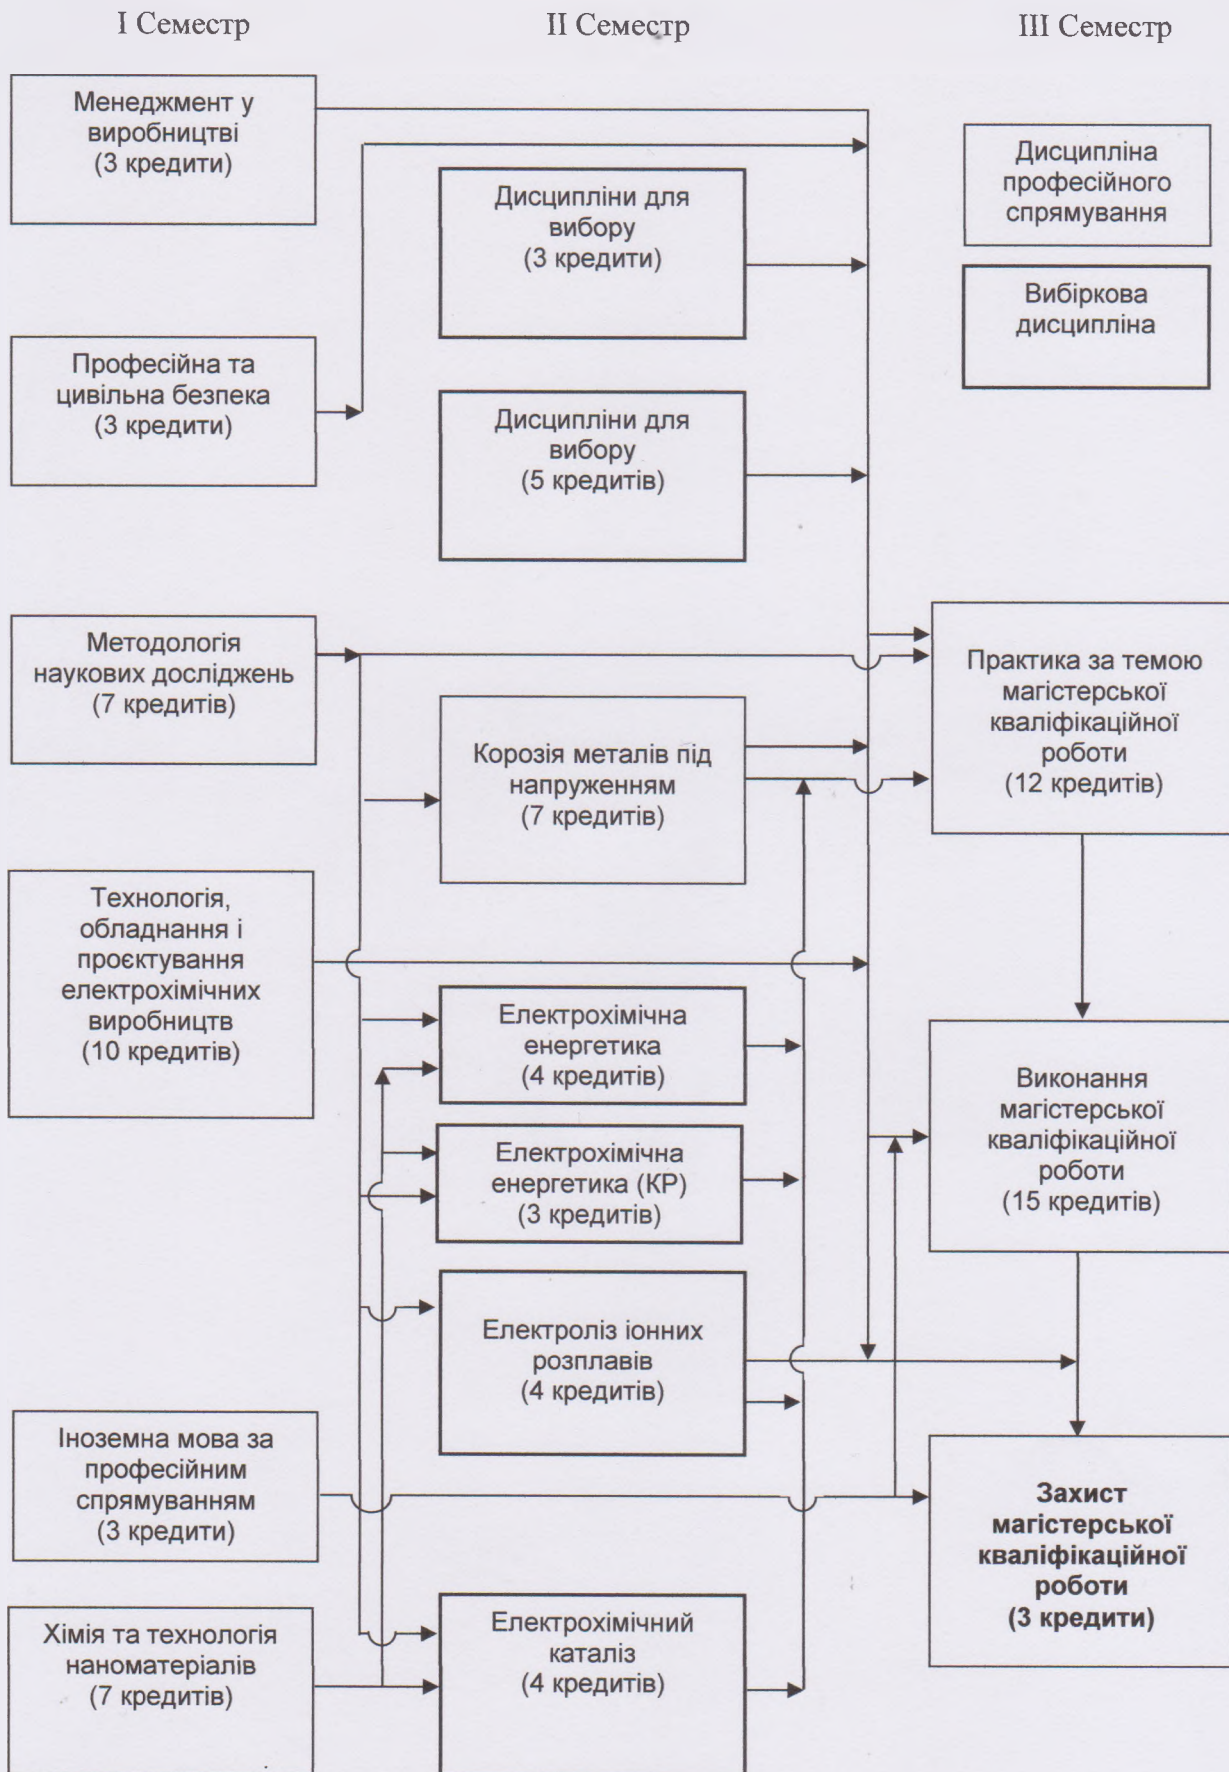 I Семестр
II Семестр
III Семестр
Менеджмент у
виробництві
(3 кредити)
Професійна та
цивільна безпека
(3 кредити)
Методологія
наукових досліджень
(7 кредитів)
Технологія,
обладнання і
проєктування
електрохімічних
виробництв
(10 кредитів)
Іноземна мова за
професійним
спрямуванням
(3 кредити)
Хімія та технологія
наноматеріалів
(7 кредитів)
Дисципліни для
вибору
(3 кредити)
Дисципліни для
вибору
(5 кредитів)
Корозія металів під
напруженням
(7 кредитів)
Електрохімічна
енергетика
(4 кредитів)
Електрохімічна
енергетика (КР)
(3 кредитів)
Електроліз іонних
розплавів
(4 кредитів)
Електрохімічний
каталіз
(4 кредитів)
Дисципліна
професійного
спрямування
Вибіркова
дисципліна
Практика за темою
магістерської
кваліфікаційної
роботи
(12 кредитів)
Виконання
магістерської
кваліфікаційної
роботи
(15 кредитів)
Захист
магістерської
кваліфікаційної
роботи
(3 кредити)